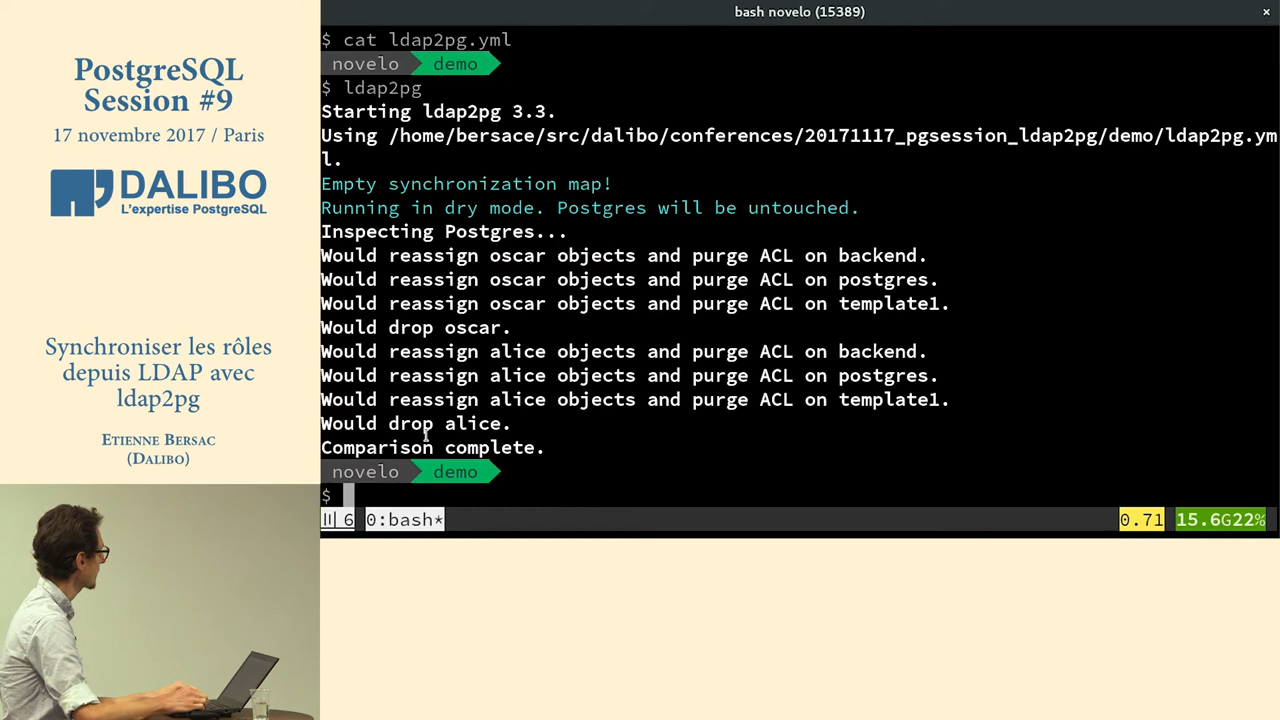 PostgreSQL
Session #9
17 novembre 2017 / Paris
DALIBO
L'expertise PostgreSQL
Synchroniser les rôles
depuis LDAP avec
ldap2pg
Etienne Bersac
(Dalibo)
bash novelo (15389)
×
$ cat ldap2pg.yml
novelo demo
$ ldap2pg
Starting ldap2pg 3.3.
Using /home/bersace/src/dalibo/conferences/20171117_pgsession_ldap2pg/demo/ldap2pg.ym
l.
Empty synchronization map!
Running in dry mode. Postgres will be untouched.
Inspecting Postgres...
Would reassign oscar objects and purge ACL on backend.
Would reassign oscar objects and purge ACL on postgres.
Would reassign oscar objects and purge ACL on template1.
Would drop oscar.
Would reassign alice objects and purge ACL on backend.
Would reassign alice objects and purge ACL on postgres.
Would reassign alice objects and purge ACL on template1.
Would drop alice.
Comparison complete.
novelo demo
$
6 0:bash* 0.71 15.6G22%